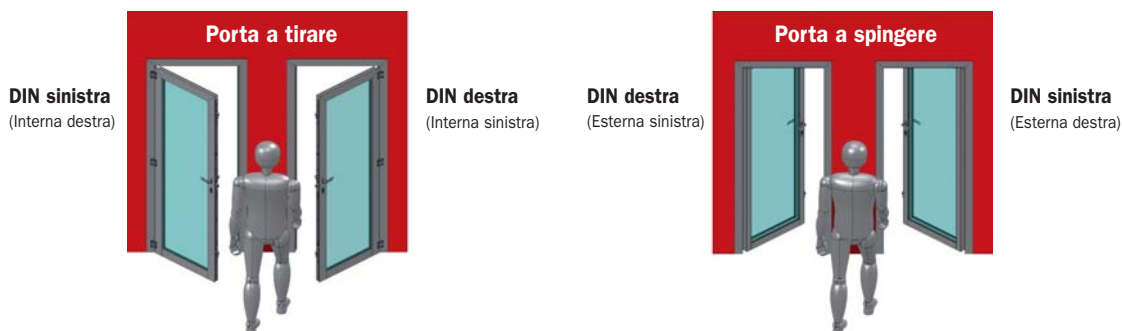 Porta a tirare
DIN sinistra
(Interna destra)
DIN destra
(Interna sinistra)
Porta a spingere
DIN destra
(Esterna sinistra)
DIN sinistra
(Esterna destra)